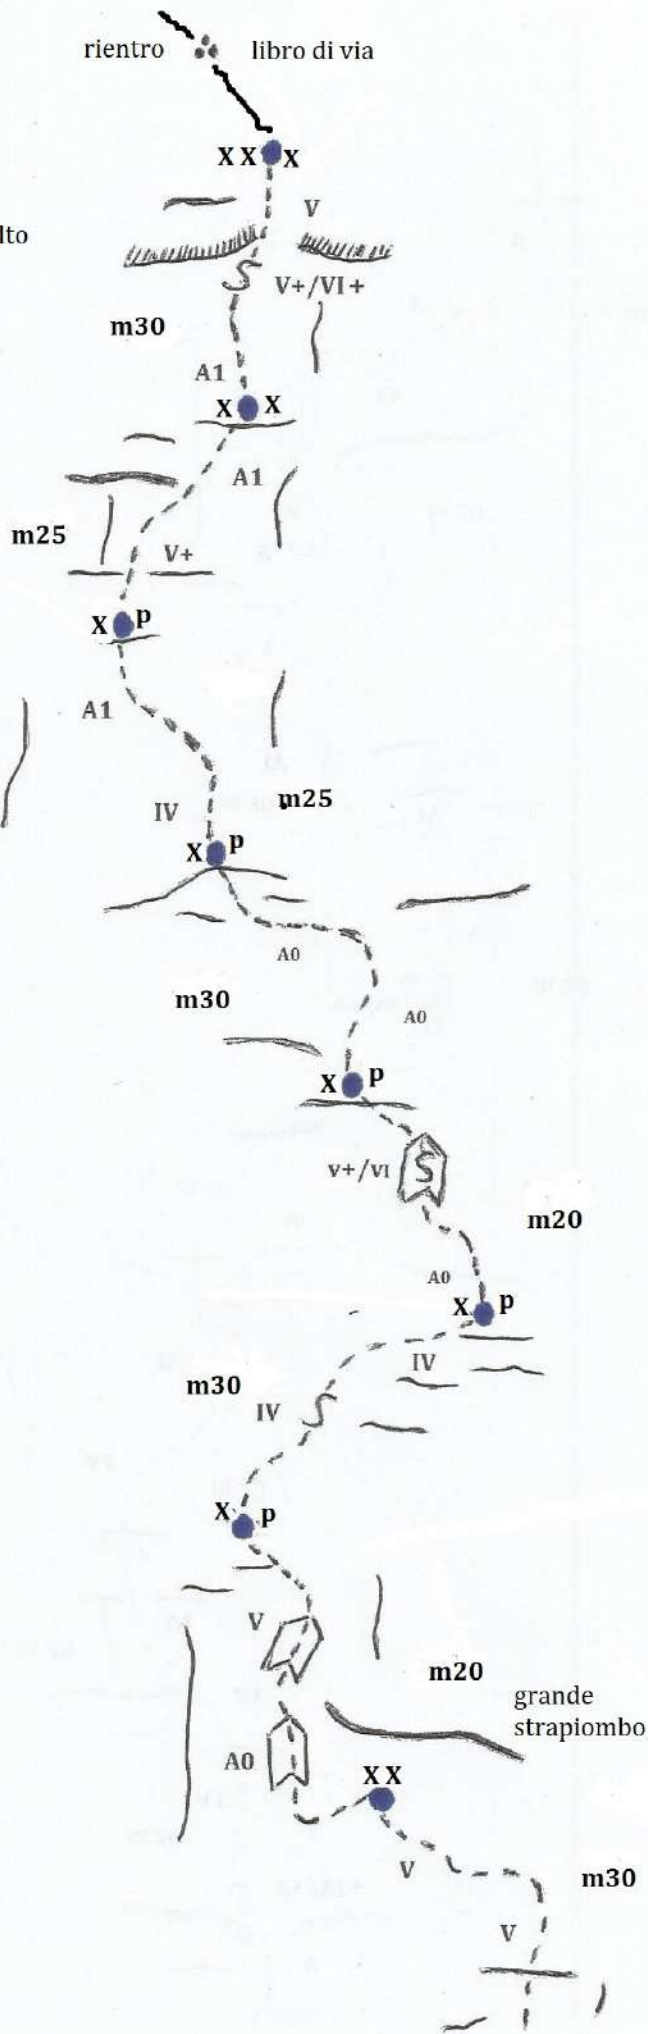 rientro
libro di via
X X X
V
lto
V+/VI+
m30
A1
X X
A1
m25
V+
X p
A1
m25
IV
X p
A0
m30
A0
X p
V+/VI
m20
A0
X p
IV
m30
IV
X p
V
m20
grande
strapiombo
A0
X X
V
m30
V